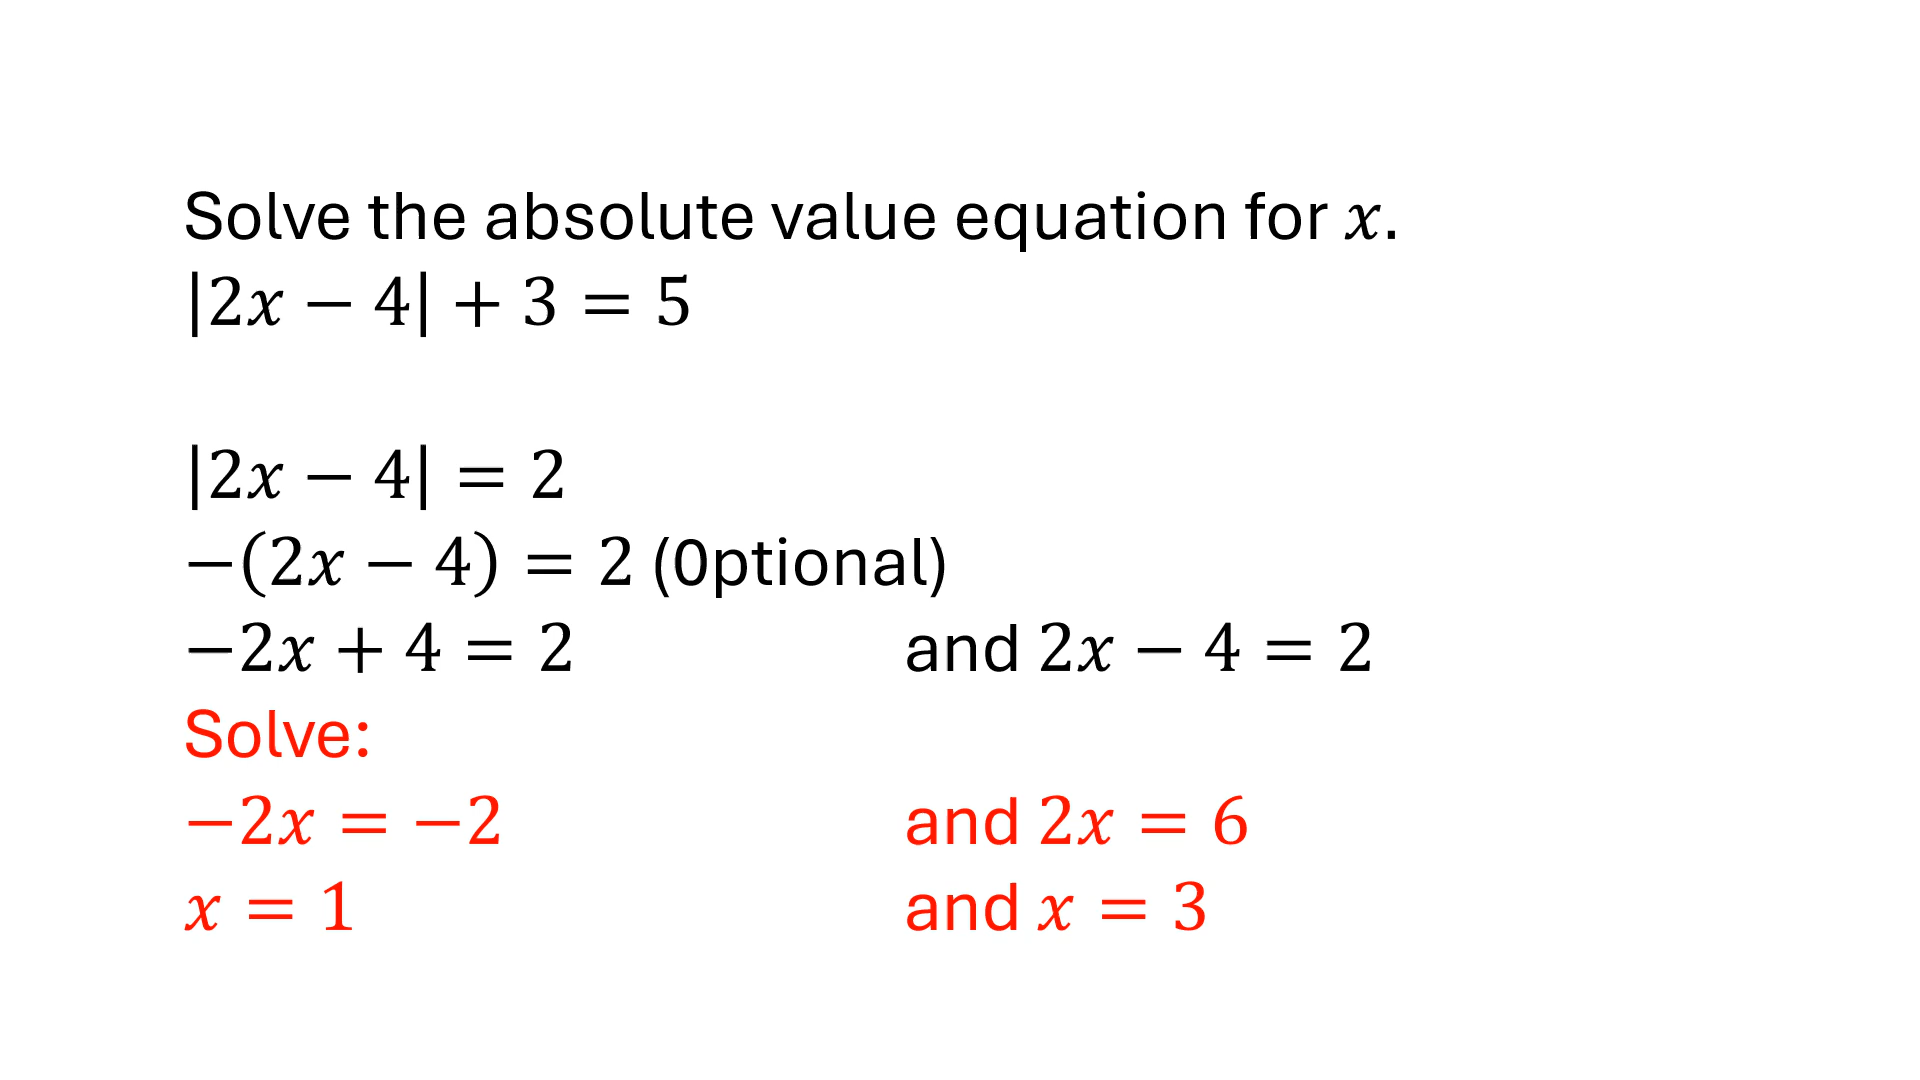 Solve the absolute value equation for x.
|2x − 4| + 3 = 5
|2x − 4| = 2
−(2x − 4) = 2 (0ptional)
−2x + 4 = 2 and 2x − 4 = 2
Solve:
−2x = −2 and 2x = 6
x = 1 and x = 3